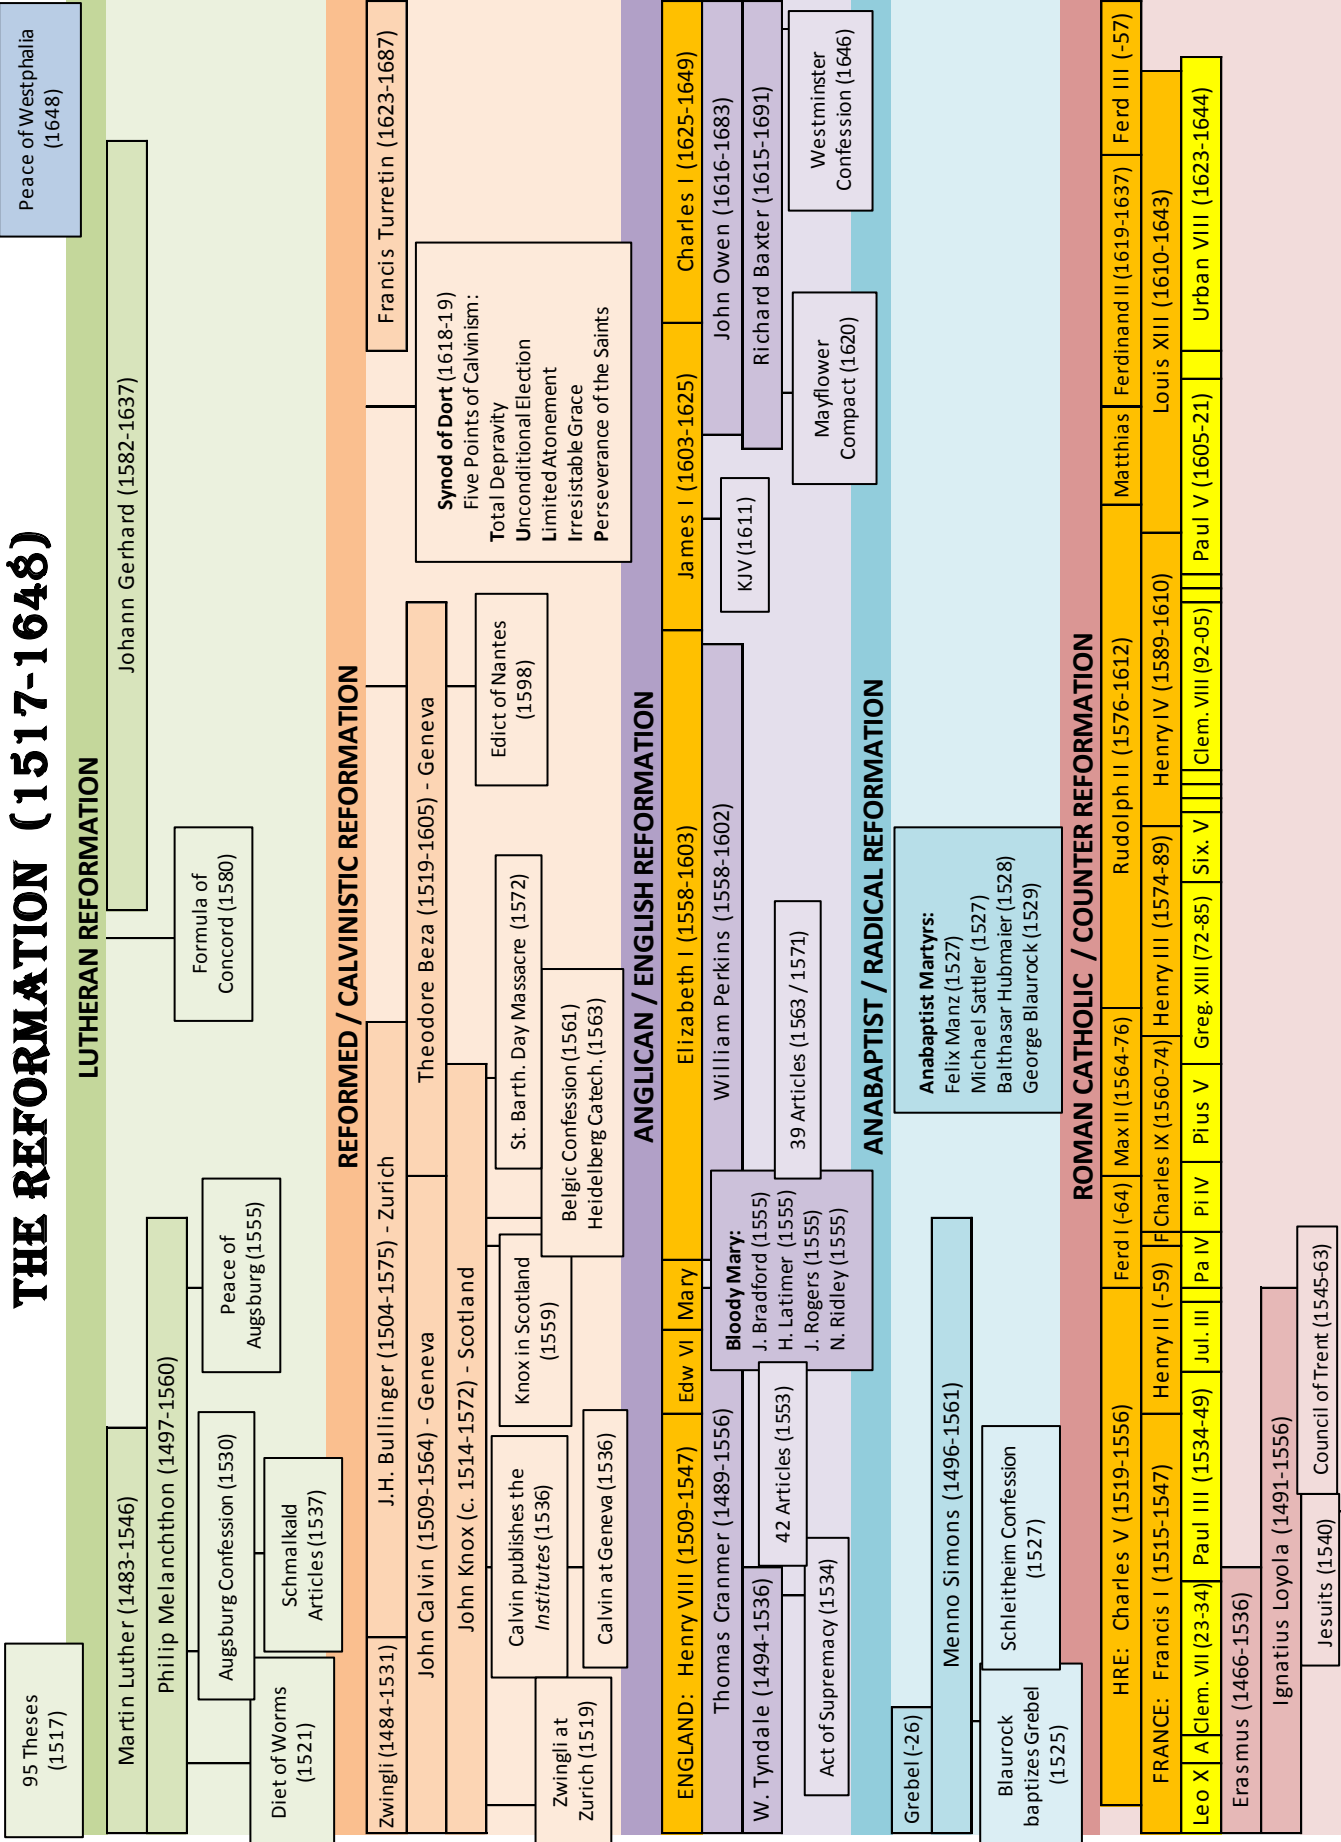 THE REFORMATION (1517-1648)
95 Theses
(1517)
Peace of Westphalia
(1648)
LUTHERAN REFORMATION
Martin Luther (1483-1546)
Johann Gerhard (1582-1637)
Philip Melanchthon (1497-1560)
Formula of
Concord (1580)
Augsburg Confession (1530)
Peace of
Augsburg (1555)
Diet of Worms
(1521)
Schmalkald
Articles (1537)
REFORMED / CALVINISTIC REFORMATION
Zwingli (1484-1531)
J.H. Bullinger (1504-1575) - Zurich
Francis Turretin (1623-1687)
John Calvin (1509-1564) - Geneva
Theodore Beza (1519-1605) - Geneva
John Knox (c. 1514-1572) - Scotland
Synod of Dort (1618-19)
Five Points of Calvinism:
Total Depravity
Unconditional Election
Limited Atonement
Irresistable Grace
Perseverance of the Saints
Edict of Nantes
(1598)
Calvin publishes the
Institutes (1536)
Knox in Scotland
(1559)
St. Barth. Day Massacre (1572)
Zwingli at
Zurich (1519)
Calvin at Geneva (1536)
Belgic Confession (1561)
Heidelberg Catech. (1563)
ANGLICAN / ENGLISH REFORMATION
ENGLAND: Henry VIII (1509-1547)
Edw VI
Mary
Elizabeth I (1558-1603)
James I (1603-1625)
Charles I (1625-1649)
Thomas Cranmer (1489-1556)
William Perkins (1558-1602)
John Owen (1616-1683)
W. Tyndale (1494-1536)
Richard Baxter (1615-1691)
KJV (1611)
Bloody Mary:
J. Bradford (1555)
H. Latimer (1555)
J. Rogers (1555)
N. Ridley (1555)
42 Articles (1553)
39 Articles (1563 / 1571)
Act of Supremacy (1534)
Mayflower
Compact (1620)
Westminster
Confession (1646)
ANABAPTIST / RADICAL REFORMATION
Grebel (-26)
Menno Simons (1496-1561)
Anabaptist Martyrs:
Felix Manz (1527)
Michael Sattler (1527)
Balthasar Hubmaier (1528)
George Blaurock (1529)
Blaurock
baptizes Grebel
(1525)
Schleitheim Confession
(1527)
ROMAN CATHOLIC / COUNTER REFORMATION
HRE: Charles V (1519-1556)
Ferd I (-64)
Max II (1564-76)
Rudolph II (1576-1612)
Matthias
Ferdinand II (1619-1637)
Ferd III (-57)
FRANCE: Francis I (1515-1547)
Henry II (-59)
F
Charles IX (1560-74)
Henry III (1574-89)
Henry IV (1589-1610)
Louis XIII (1610-1643)
Leo X
A
Clem. VII (23-34)
Paul III (1534-49)
Jul. III
Pa IV
Pi IV
Pius V
Greg. XIII (72-85)
Six. V
Clem. VIII (92-05)
Paul V (1605-21)
Urban VIII (1623-1644)
Erasmus (1466-1536)
Ignatius Loyola (1491-1556)
Jesuits (1540)
Council of Trent (1545-63)